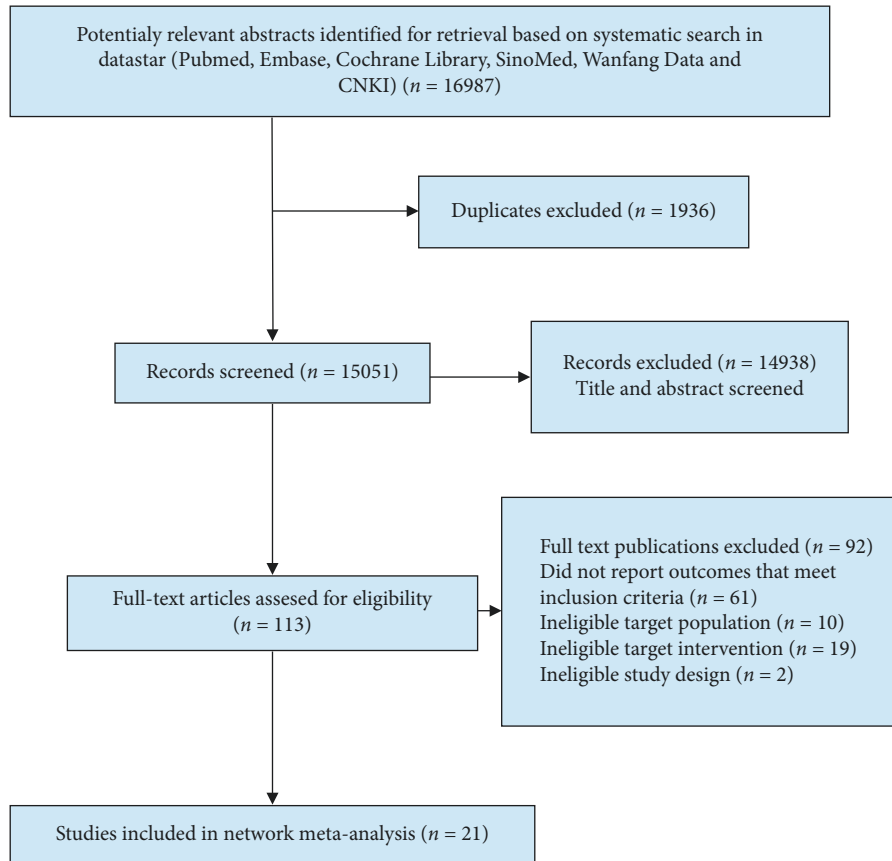 Potentialy relevant abstracts identified for retrieval based on systematic search in
datastar (Pubmed, Embase, Cochrane Library, SinoMed, Wanfang Data and
CNKI) (n = 16987)
Duplicates excluded (n = 1936)
Records screened (n = 15051)
Records excluded (n = 14938)
Title and abstract screened
Full-text articles assesed for eligibility
(n = 113)
Full text publications excluded (n = 92)
Did not report outcomes that meet
inclusion criteria (n = 61)
Ineligible target population (n = 10)
Ineligible target intervention (n = 19)
Ineligible study design (n = 2)
Studies included in network meta-analysis (n = 21)